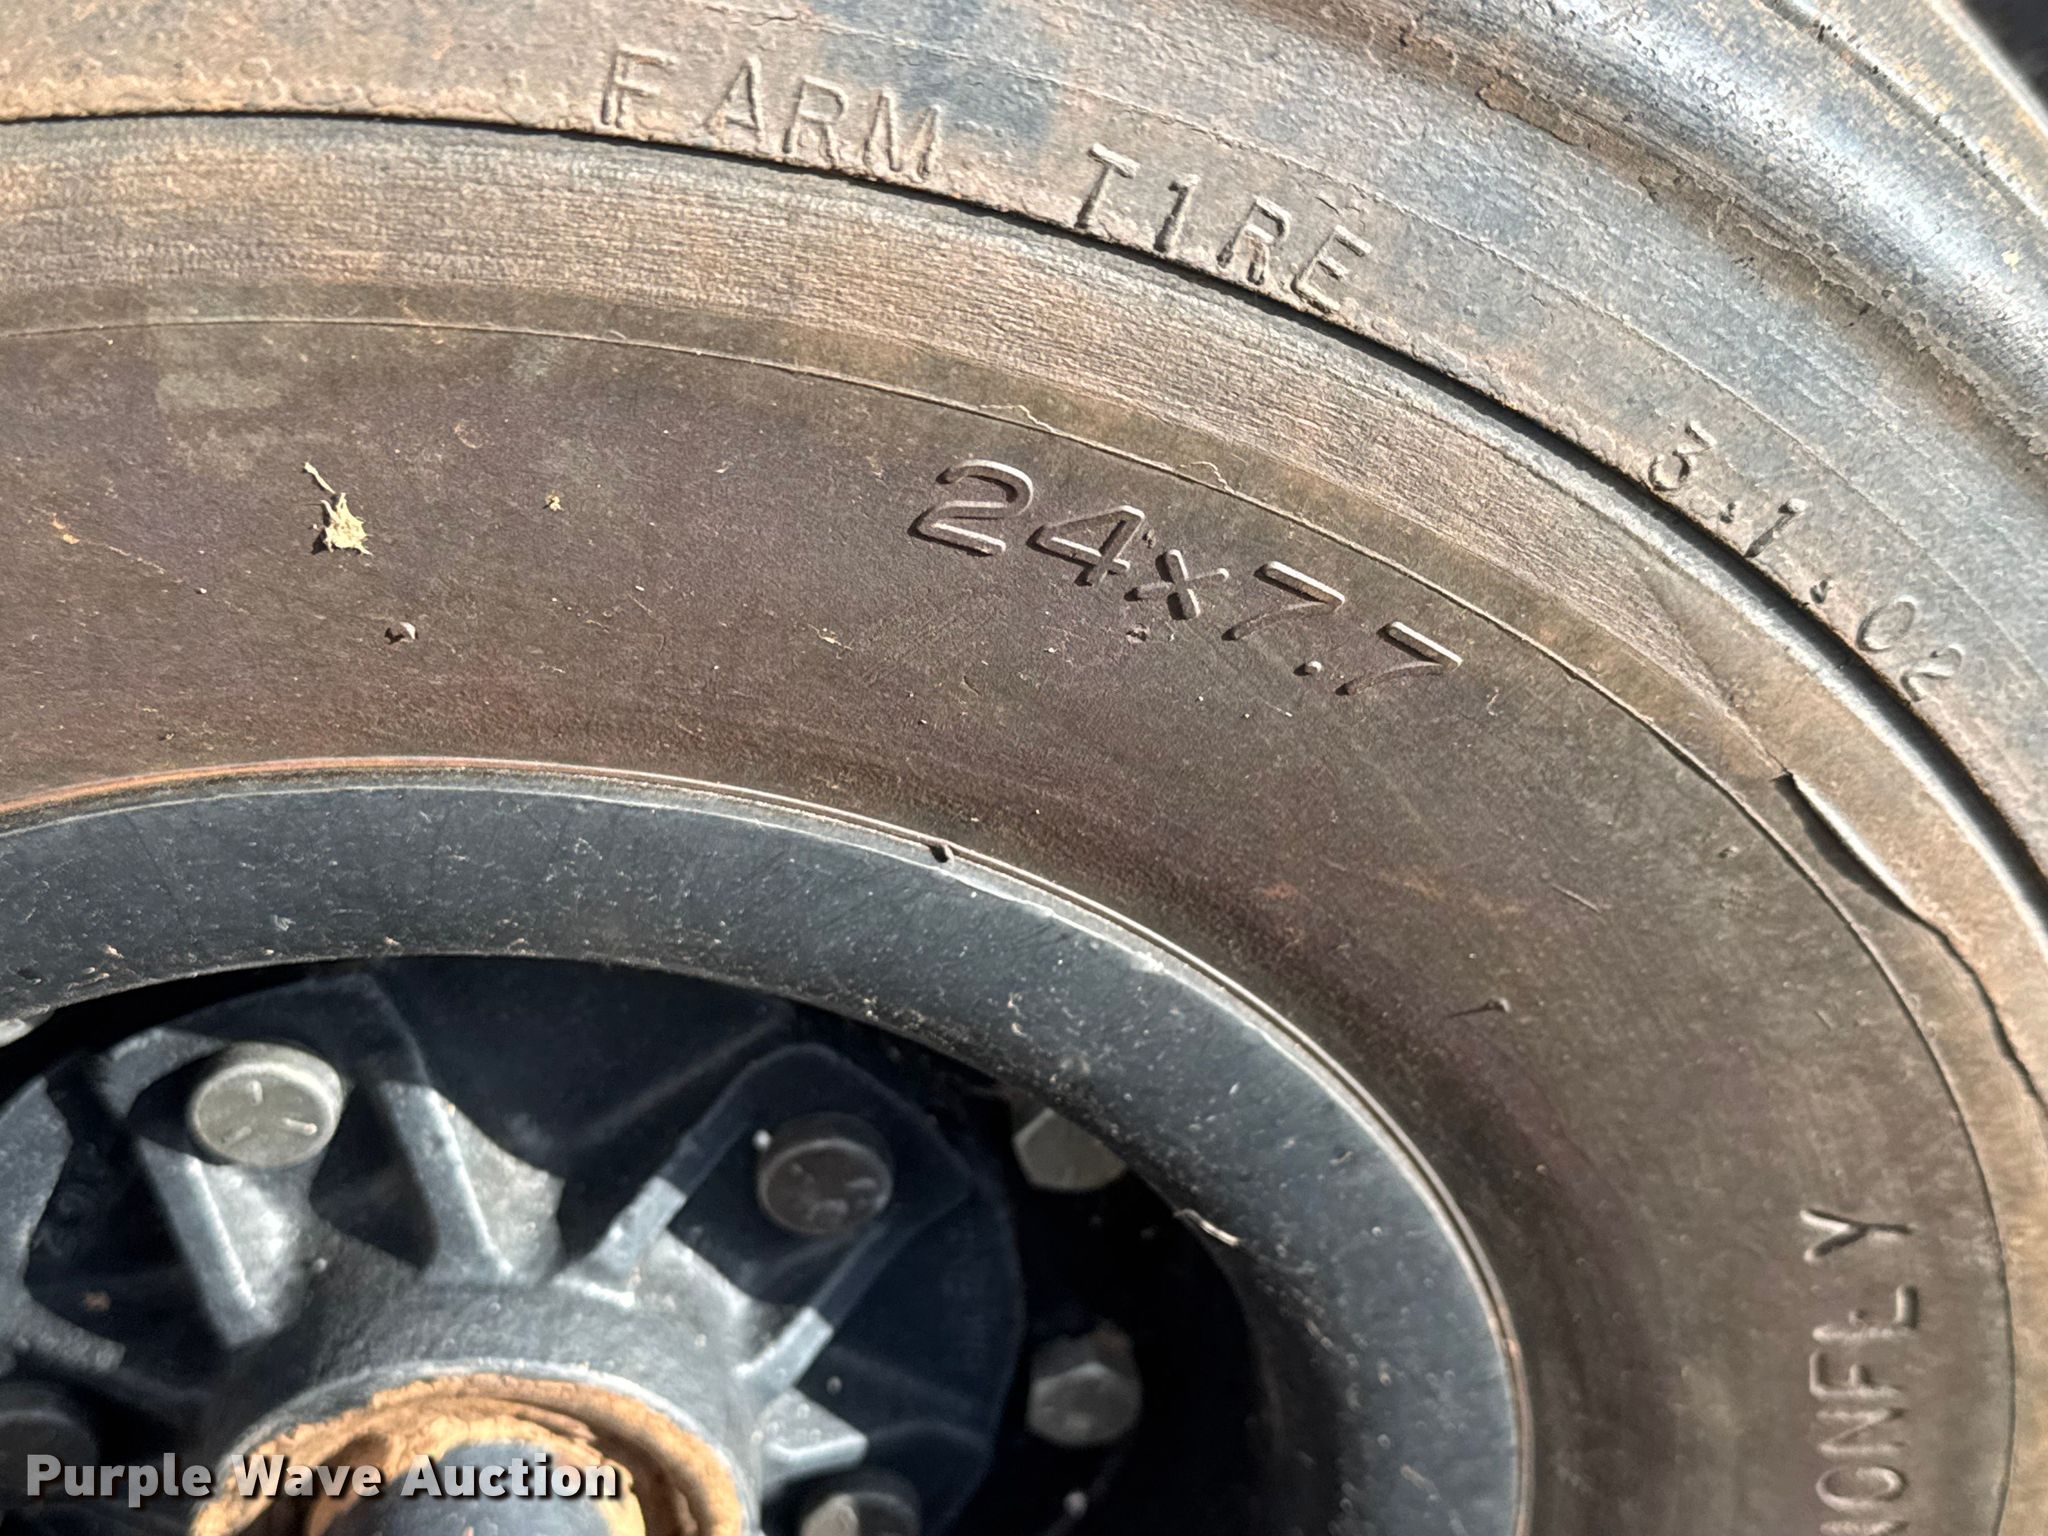 FARM TIRE 3.1.02
24x7.7
Purple Wave Auction